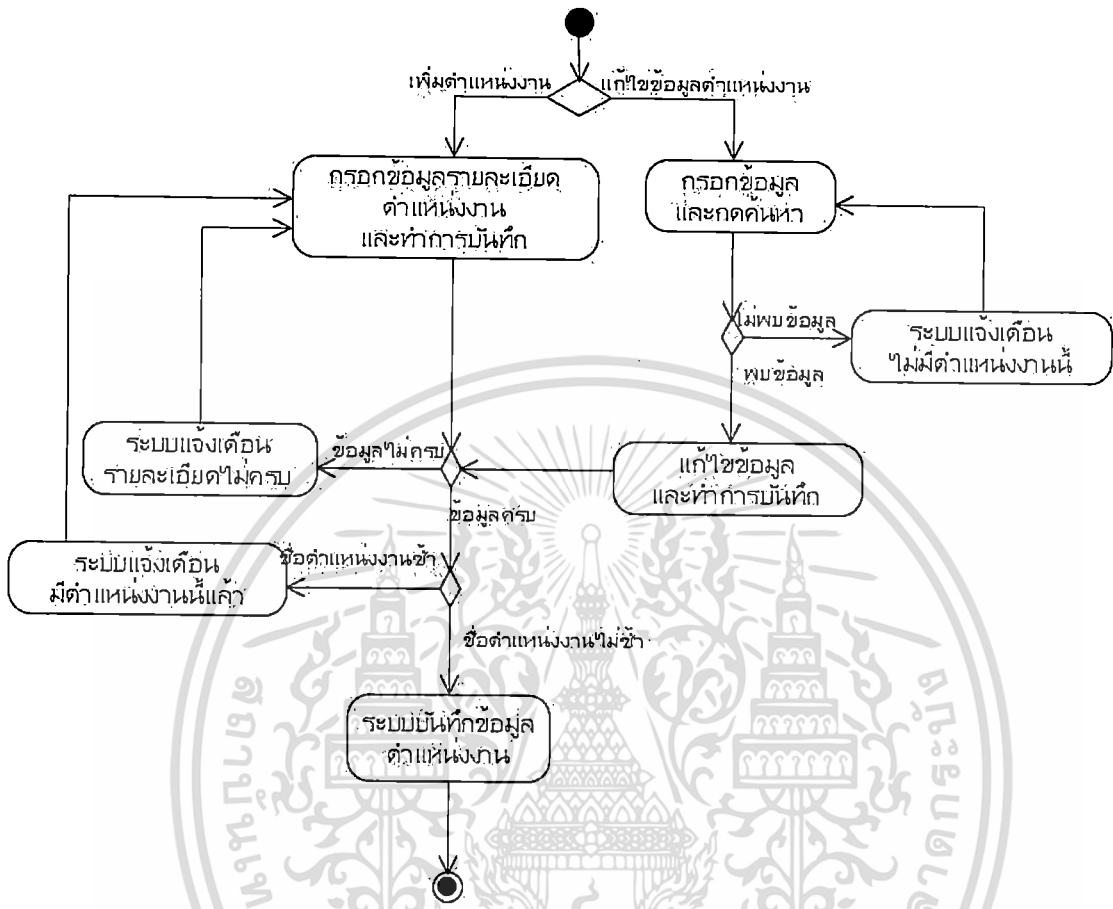 เพิ่มตำแหน่งงาน
แก้ไขข้อมูลตำแหน่งงาน
กรอกข้อมูลรายละเอียด
ตำแหน่งงาน
และทำการบันทึก
กรอกข้อมูล
และกดค้นหา
ไม่พบข้อมูล
ระบบแจ้งเตือน
ไม่มีตำแหน่งงานนี้
พบข้อมูล
ระบบแจ้งเตือน
รายละเอียดไม่ครบ
ข้อมูลไม่ครบ
แก้ไขข้อมูล
และทำการบันทึก
ข้อมูลครบ
ระบบแจ้งเตือน
มีตำแหน่งงานนี้แล้ว
ชื่อตำแหน่งงานซ้ำ
ชื่อตำแหน่งงานไม่ซ้ำ
ระบบบันทึกข้อมูล
ตำแหน่งงาน